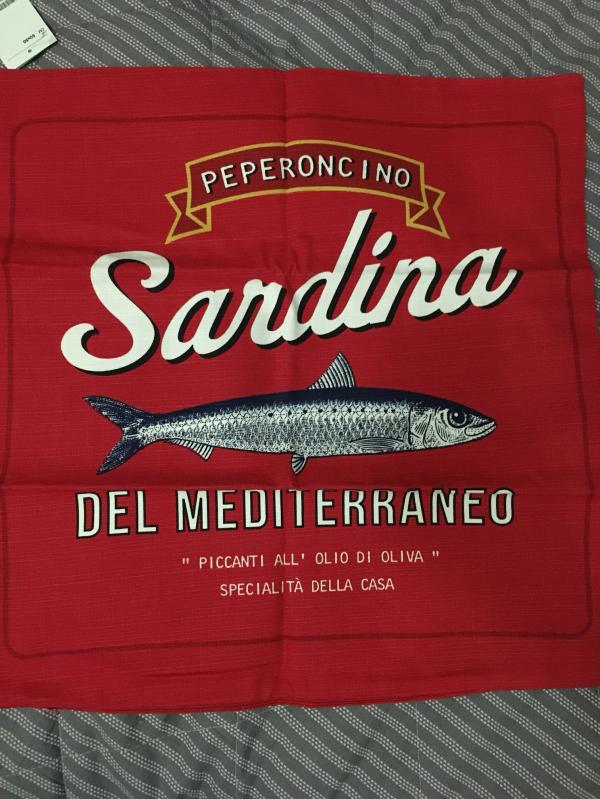 PEPERONCINO
Sardina
DEL MEDITERRANEO
" PICCANTI ALL' OLIO DI OLIVA "
SPECIALITÀ DELLA CASA